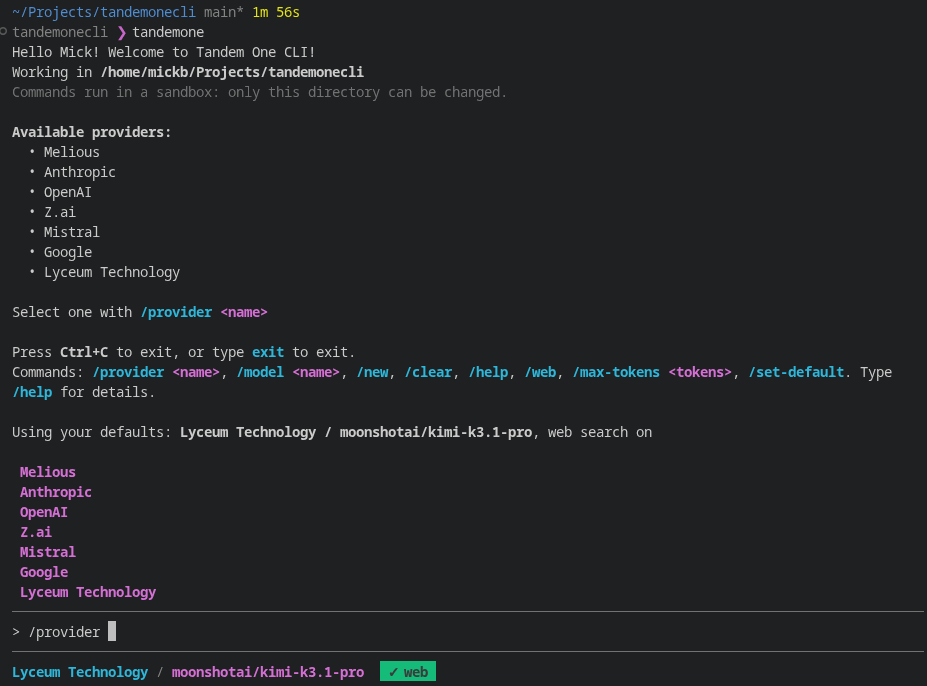 ~/Projects/tandemonecli main* 1m 56s
tandemonecli ❯ tandemone
Hello Mick! Welcome to Tandem One CLI!
Working in /home/mickb/Projects/tandemonecli
Commands run in a sandbox: only this directory can be changed.
Available providers:
• Melious
• Anthropic
• OpenAI
• Z.ai
• Mistral
• Google
• Lyceum Technology
Select one with /provider <name>
Press Ctrl+C to exit, or type exit to exit.
Commands: /provider <name>, /model <name>, /new, /clear, /help, /web, /max-tokens <tokens>, /set-default. Type
/help for details.
Using your defaults: Lyceum Technology / moonshotai/kimi-k3.1-pro, web search on
Melious
Anthropic
OpenAI
Z.ai
Mistral
Google
Lyceum Technology
> /provider
Lyceum Technology / moonshotai/kimi-k3.1-pro ✓ web